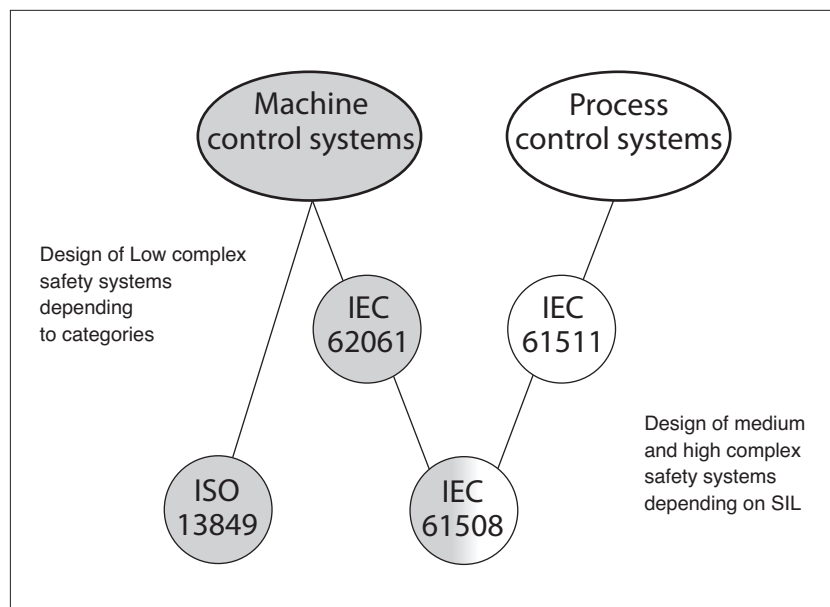 Machine
control systems
Process
control systems
Design of Low complex
safety systems
depending
to categories
IEC
62061
IEC
61511
Design of medium
and high complex
safety systems
depending on SIL
ISO
13849
IEC
61508